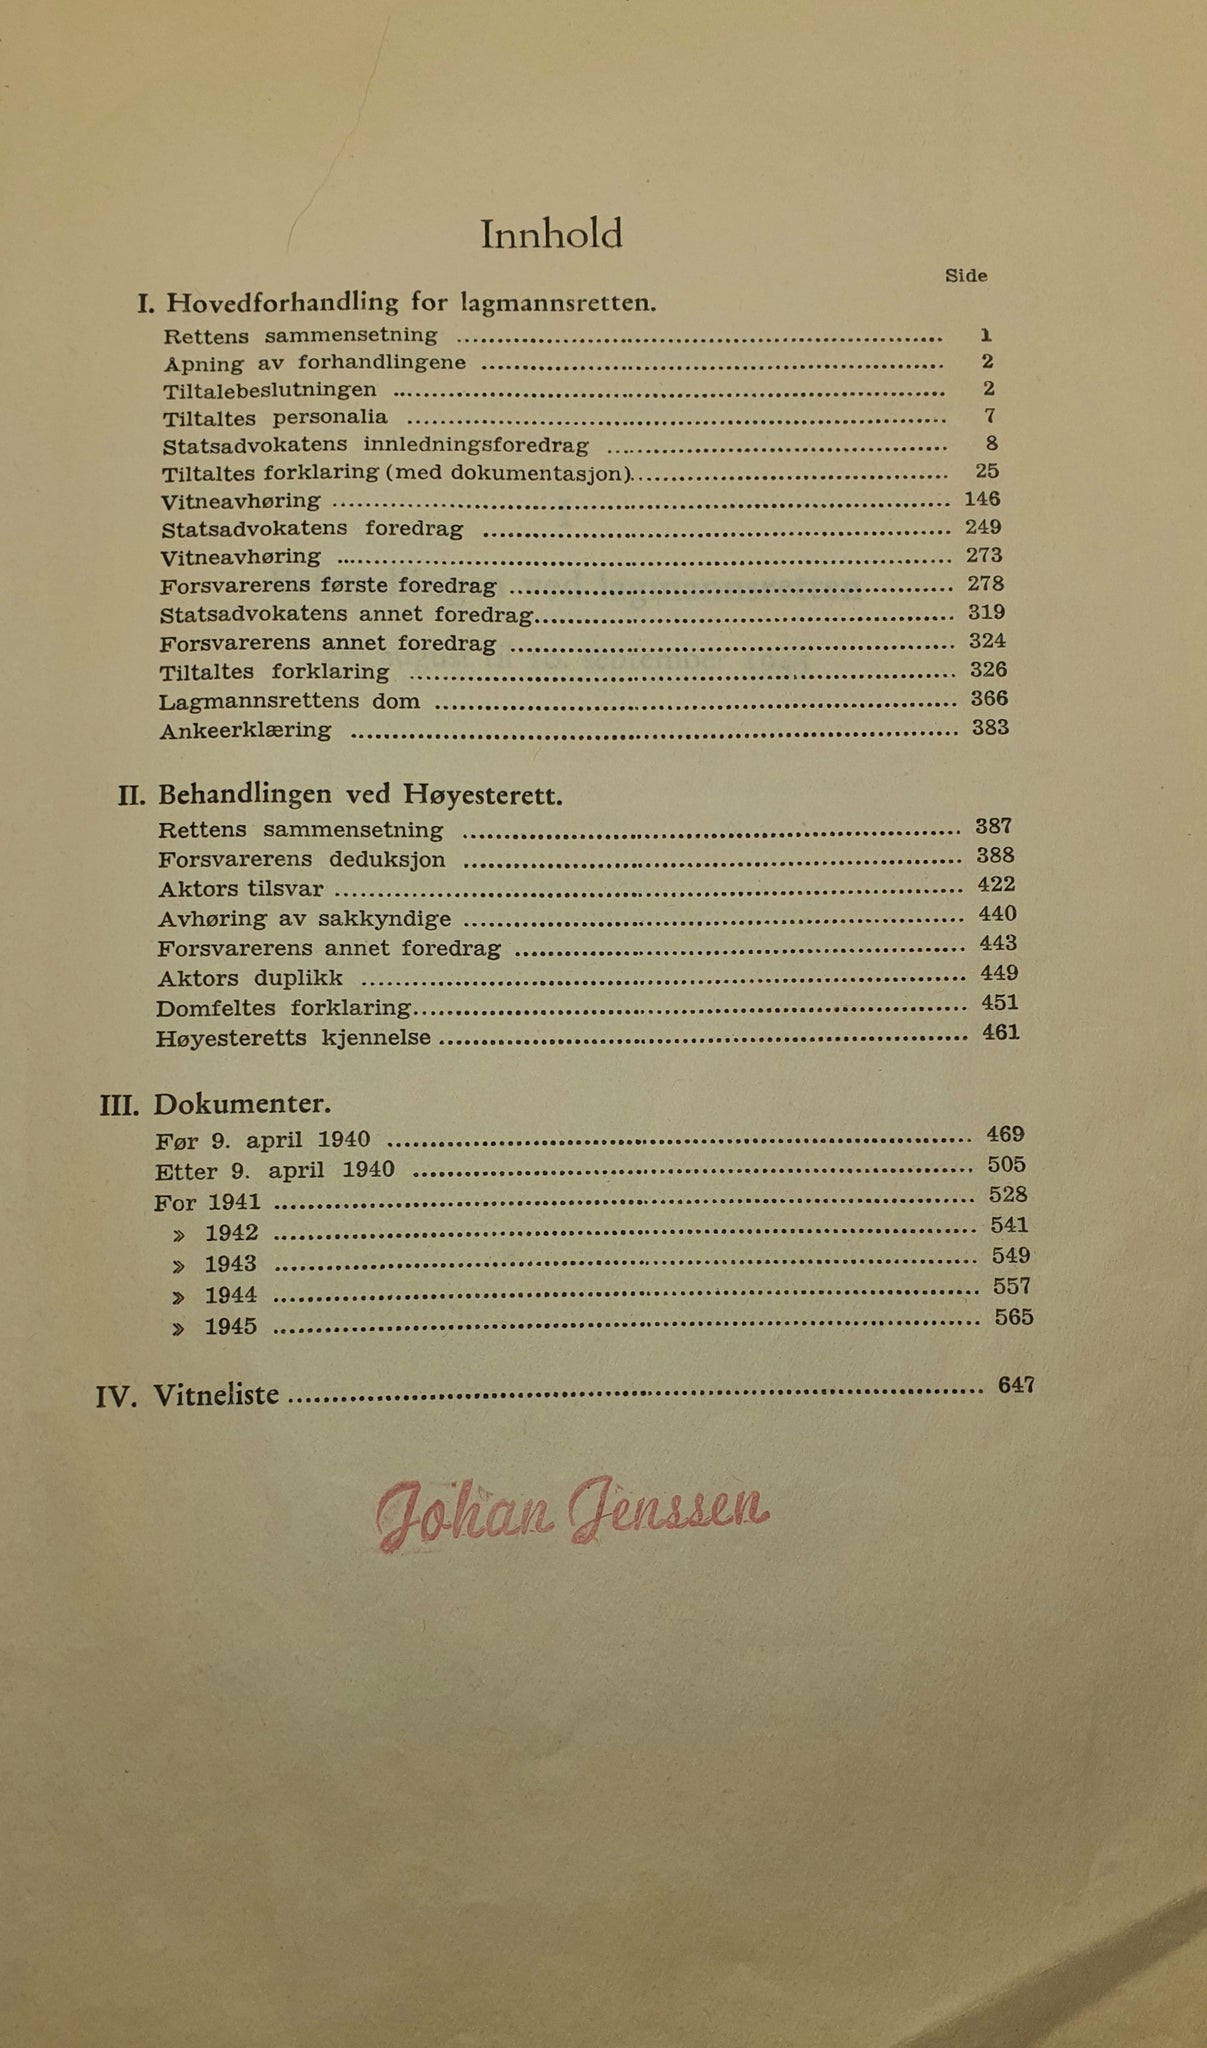 Innhold
Side
I. Hovedforhandling for lagmannsretten.
Rettens sammensetning ........ 1
Åpning av forhandlingene ........ 2
Tiltalebeslutningen ........ 2
Tiltaltes personalia ........ 7
Statsadvokatens innledningsforedrag ........ 8
Tiltaltes forklaring (med dokumentasjon) ........ 25
Vitneavhøring ........ 146
Statsadvokatens foredrag ........ 249
Vitneavhøring ........ 273
Forsvarerens første foredrag ........ 278
Statsadvokatens annet foredrag ........ 319
Forsvarerens annet foredrag ........ 324
Tiltaltes forklaring ........ 326
Lagmannsrettens dom ........ 366
Ankeerklæring ........ 383
II. Behandlingen ved Høyesterett.
Rettens sammensetning ........ 387
Forsvarerens deduksjon ........ 388
Aktors tilsvar ........ 422
Avhøring av sakkyndige ........ 440
Forsvarerens annet foredrag ........ 443
Aktors duplikk ........ 449
Domfeltes forklaring ........ 451
Høyesteretts kjennelse ........ 461
III. Dokumenter.
Før 9. april 1940 ........ 469
Etter 9. april 1940 ........ 505
For 1941 ........ 528
» 1942 ........ 541
» 1943 ........ 549
» 1944 ........ 557
» 1945 ........ 565
IV. Vitneliste ........ 647
Johan Jenssen